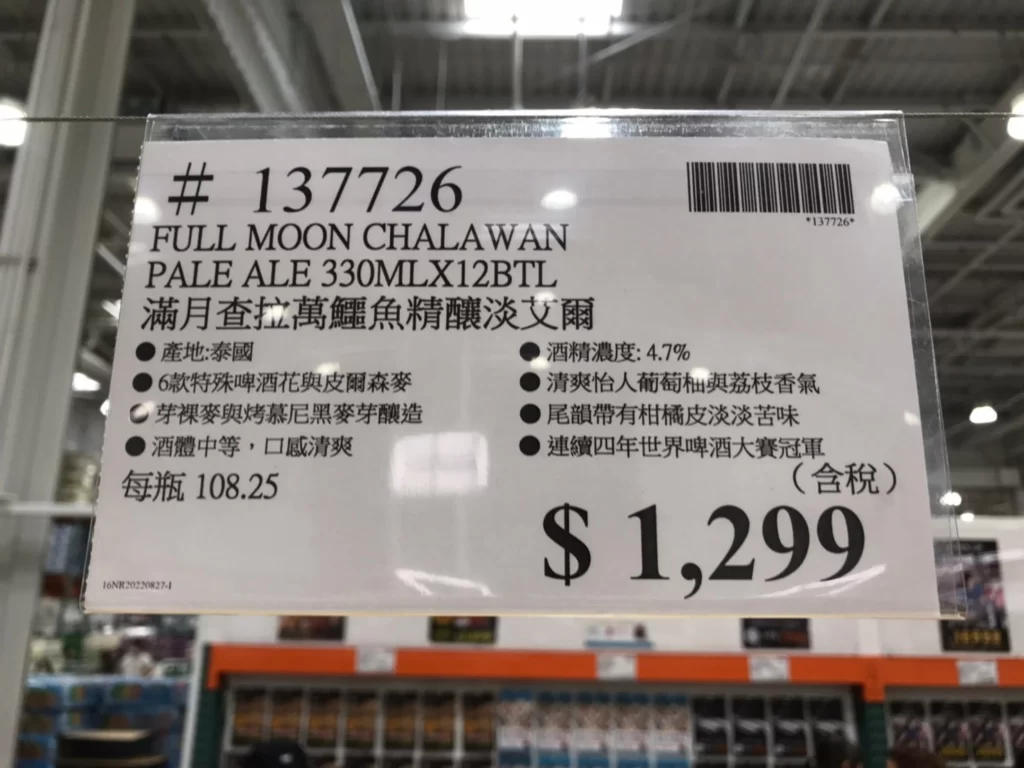 # 137726
*137726*
FULL MOON CHALAWAN
PALE ALE 330MLX12BTL
滿月查拉萬鱷魚精釀淡艾爾
●產地:泰國
●6款特殊啤酒花與皮爾森麥
●芽裸麥與烤慕尼黑麥芽釀造
●酒體中等，口感清爽
●酒精濃度: 4.7%
●清爽怡人葡萄柚與荔枝香氣
●尾韻帶有柑橘皮淡淡苦味
●連續四年世界啤酒大賽冠軍
每瓶 108.25
（含稅）
$ 1,299
16NR20220827-1